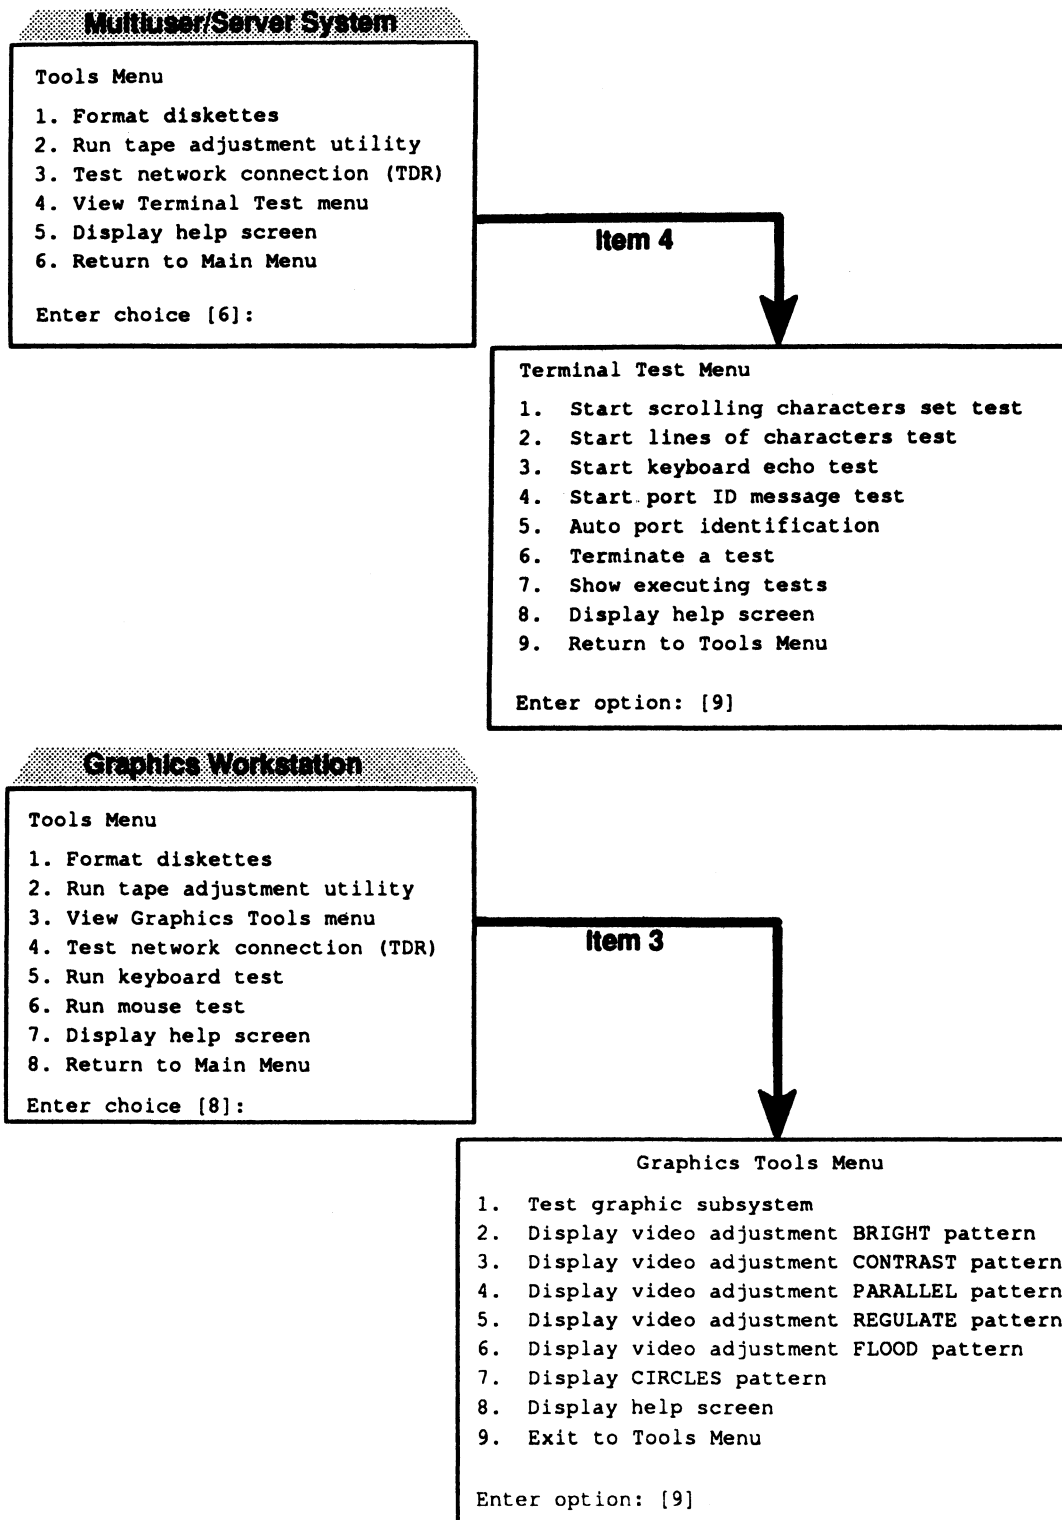 Multiuser/Server System
Tools Menu
1. Format diskettes
2. Run tape adjustment utility
3. Test network connection (TDR)
4. View Terminal Test menu
5. Display help screen
6. Return to Main Menu
Enter choice [6]:
Item 4
Terminal Test Menu
1. Start scrolling characters set test
2. Start lines of characters test
3. Start keyboard echo test
4. Start port ID message test
5. Auto port identification
6. Terminate a test
7. Show executing tests
8. Display help screen
9. Return to Tools Menu
Enter option: [9]
Graphics Workstation
Tools Menu
1. Format diskettes
2. Run tape adjustment utility
3. View Graphics Tools menu
4. Test network connection (TDR)
5. Run keyboard test
6. Run mouse test
7. Display help screen
8. Return to Main Menu
Enter choice [8]:
Item 3
Graphics Tools Menu
1. Test graphic subsystem
2. Display video adjustment BRIGHT pattern
3. Display video adjustment CONTRAST pattern
4. Display video adjustment PARALLEL pattern
5. Display video adjustment REGULATE pattern
6. Display video adjustment FLOOD pattern
7. Display CIRCLES pattern
8. Display help screen
9. Exit to Tools Menu
Enter option: [9]